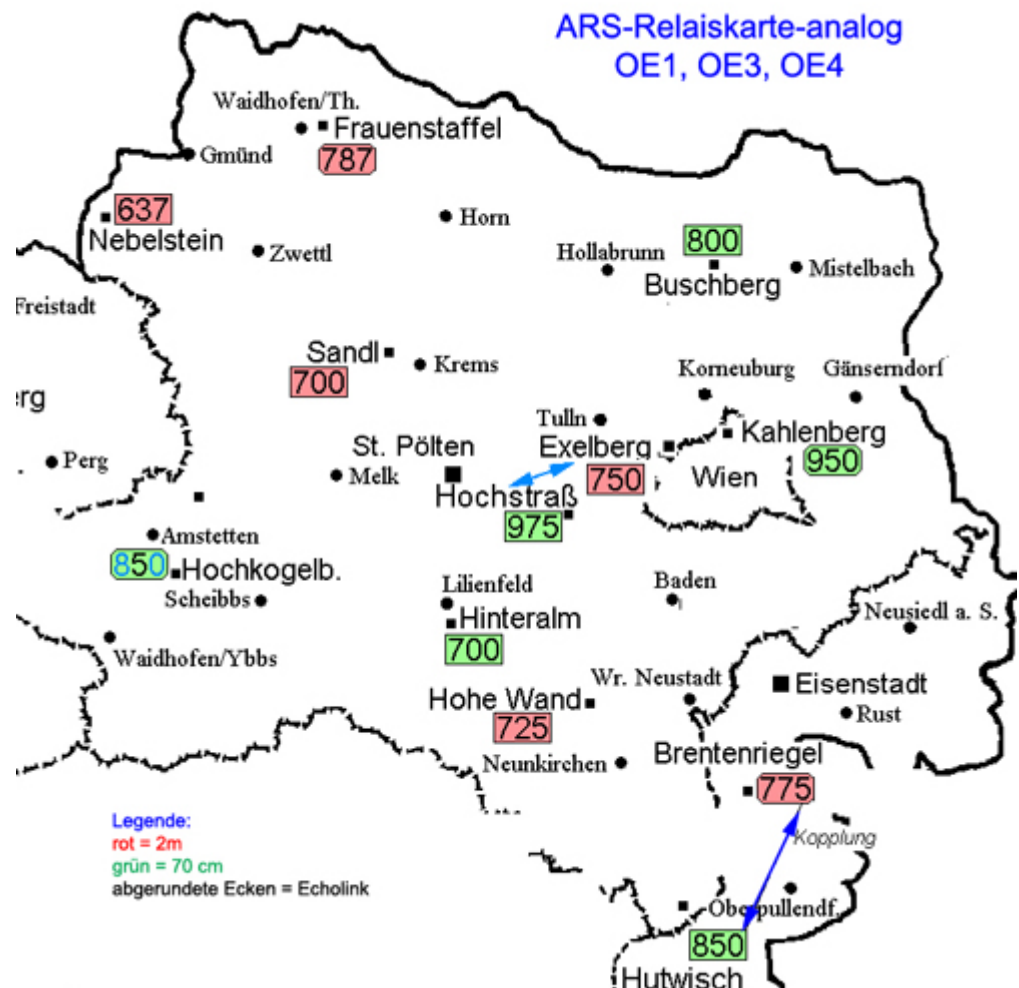 ARS-Relaiskarte-analog
OE1, OE3, OE4
Waidhofen/Th.
Frauenstaffel
787
Gmünd
637
Nebelstein
Horn
Zwettl
Hollabrunn
800
Buschberg
Mistelbach
Freistadt
Sandl
700
Krems
Korneuburg
Gänserndorf
erg
Tulln
Kahlenberg
950
St. Pölten
Exelberg
750
Wien
Perg
Melk
Hochstraß
975
Amstetten
850
Hochkogelb.
Scheibbs
Lilienfeld
Hinteralm
700
Baden
Neusiedl a. S.
Waidhofen/Ybbs
Wr. Neustadt
Eisenstadt
Rust
Hohe Wand
725
Neunkirchen
Brentenriegel
775
Kopplung
Legende:
rot = 2m
grün = 70 cm
abgerundete Ecken = Echolink
Oberpullendf.
850
Hutwisch